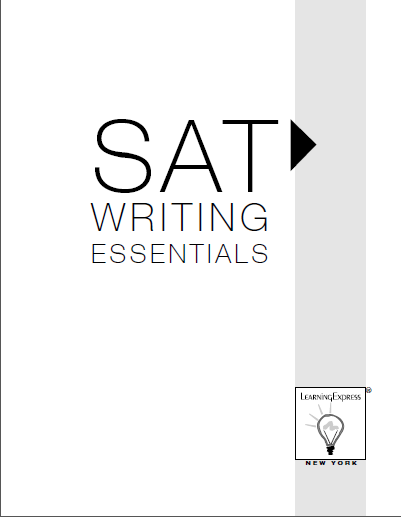 SAT
WRITING
ESSENTIALS
LEARNINGEXPRESS®
NEW YORK